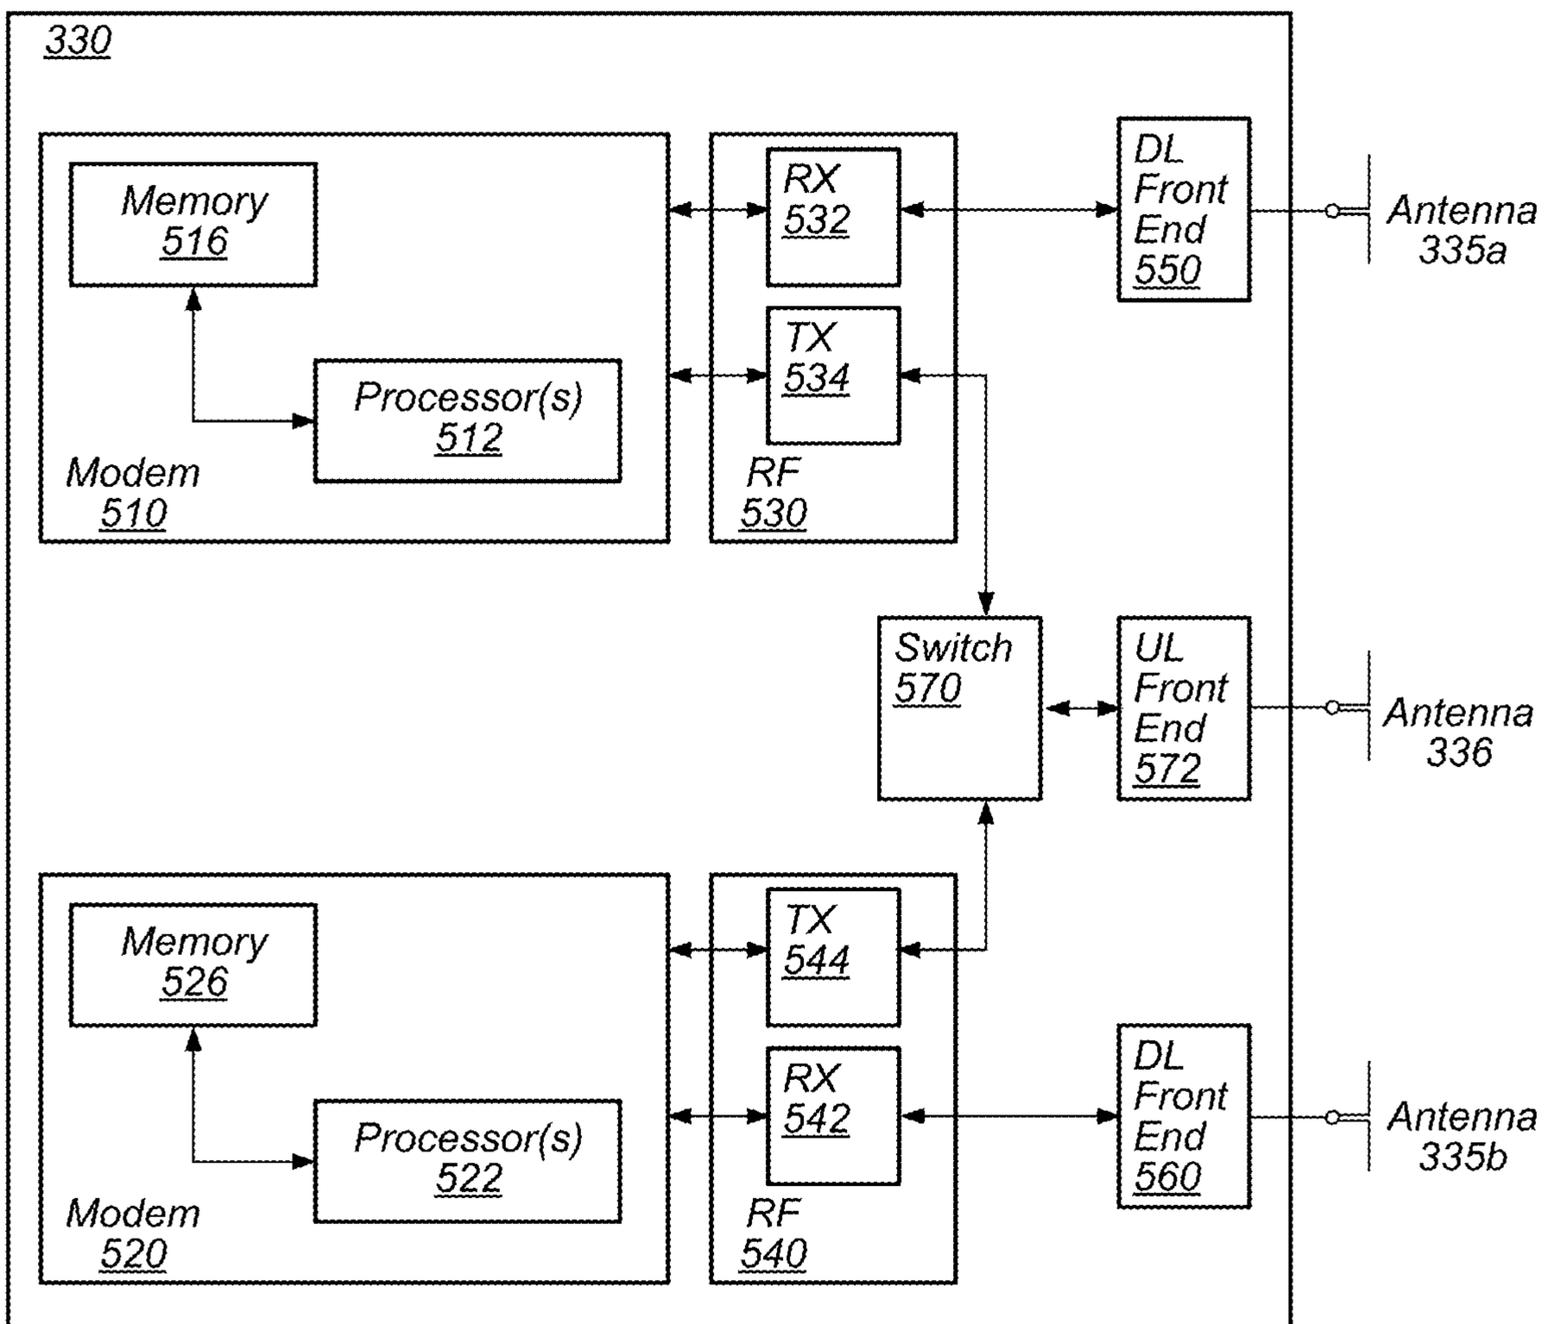 330
Memory
516
Processor(s)
512
Modem
510
RX
532
TX
534
RF
530
DL
Front
End
550
Antenna
335a
Switch
570
UL
Front
End
572
Antenna
336
Memory
526
Processor(s)
522
Modem
520
TX
544
RX
542
RF
540
DL
Front
End
560
Antenna
335b